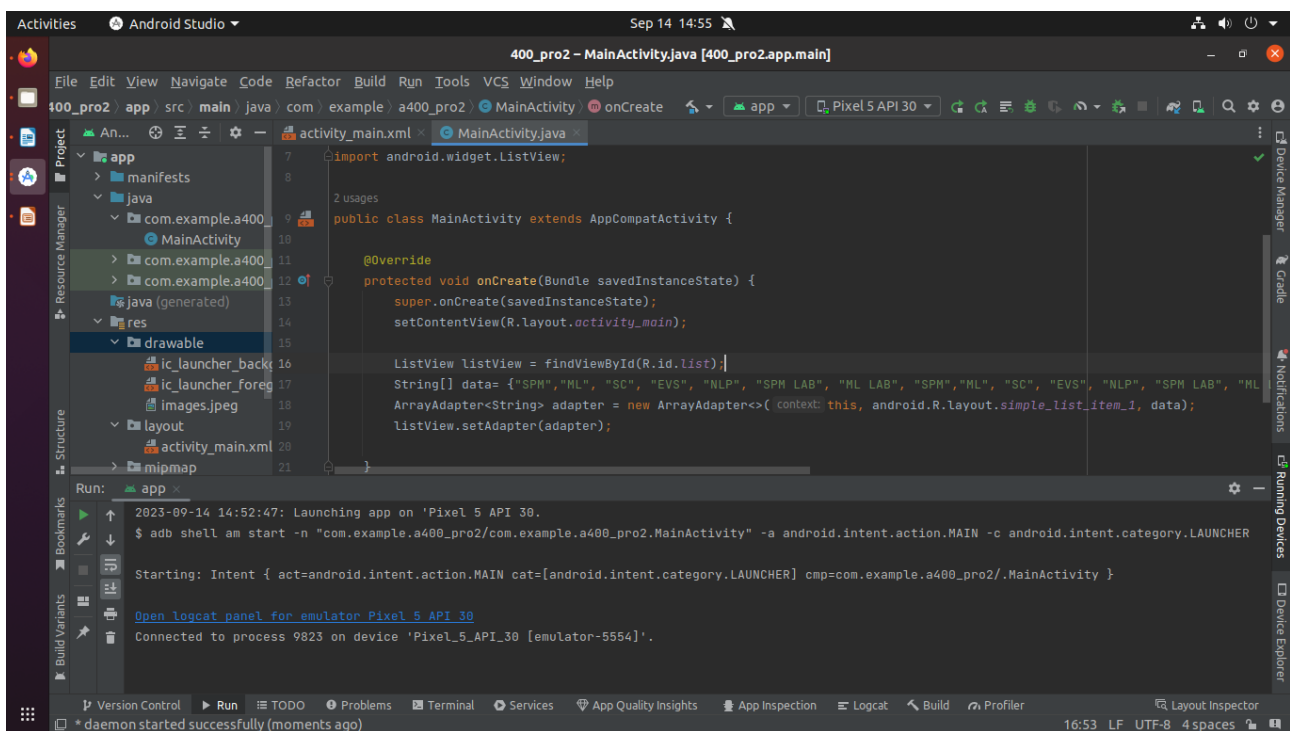 Activities Android Studio Sep 14 14:55
400_pro2 – MainActivity.java [400_pro2.app.main]
File Edit View Navigate Code Refactor Build Run Tools VCS Window Help
400_pro2 app src main java com example a400_pro2 MainActivity onCreate app Pixel 5 API 30
An... activity_main.xml MainActivity.java
Project
Resource Manager
Structure
Bookmarks
Build Variants
app
manifests
java
com.example.a400_
MainActivity
com.example.a400_
com.example.a400_
java (generated)
res
drawable
ic_launcher_backg
ic_launcher_foreg
images.jpeg
layout
activity_main.xml
mipmap
7 import android.widget.ListView;
8
2 usages
9 public class MainActivity extends AppCompatActivity {
10
11 @Override
12 protected void onCreate(Bundle savedInstanceState) {
13 super.onCreate(savedInstanceState);
14 setContentView(R.layout.activity_main);
15
16 ListView listView = findViewById(R.id.list);
17 String[] data= {"SPM","ML", "SC", "EVS", "NLP", "SPM LAB", "ML LAB", "SPM","ML", "SC", "EVS", "NLP", "SPM LAB", "ML
18 ArrayAdapter<String> adapter = new ArrayAdapter<>( context: this, android.R.layout.simple_list_item_1, data);
19 listView.setAdapter(adapter);
20
21 }
Device Manager
Gradle
Notifications
Running Devices
Device Explorer
Run: app
2023-09-14 14:52:47: Launching app on 'Pixel 5 API 30.
$ adb shell am start -n "com.example.a400_pro2/com.example.a400_pro2.MainActivity" -a android.intent.action.MAIN -c android.intent.category.LAUNCHER
Starting: Intent { act=android.intent.action.MAIN cat=[android.intent.category.LAUNCHER] cmp=com.example.a400_pro2/.MainActivity }
Open logcat panel for emulator Pixel 5 API 30
Connected to process 9823 on device 'Pixel_5_API_30 [emulator-5554]'.
Version Control Run TODO Problems Terminal Services App Quality Insights App Inspection Logcat Build Profiler Layout Inspector
* daemon started successfully (moments ago) 16:53 LF UTF-8 4 spaces